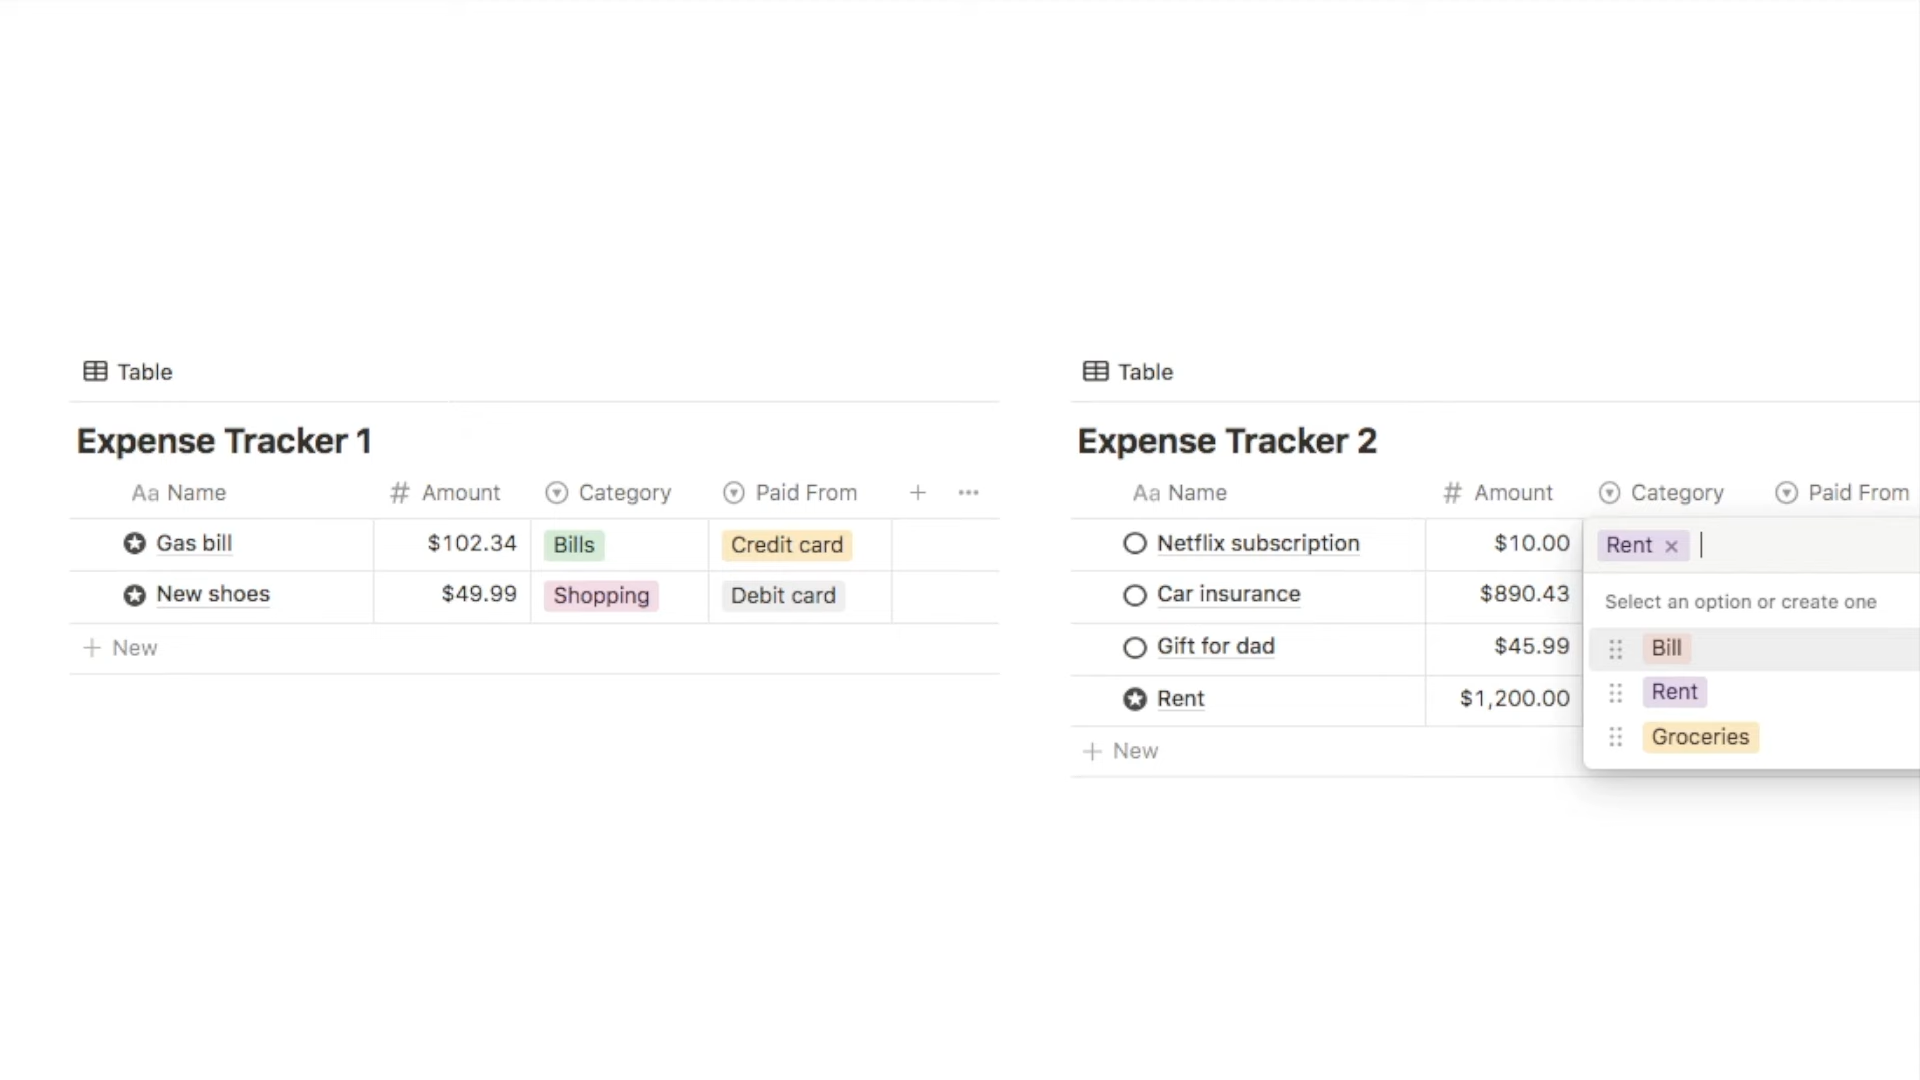 Table
Expense Tracker 1
Aa Name # Amount Category Paid From + •••
Gas bill $102.34 Bills Credit card
New shoes $49.99 Shopping Debit card
+ New
Table
Expense Tracker 2
Aa Name # Amount Category Paid From
Netflix subscription $10.00 Rent ×
Car insurance $890.43
Gift for dad $45.99
Rent $1,200.00
+ New
Select an option or create one
Bill
Rent
Groceries